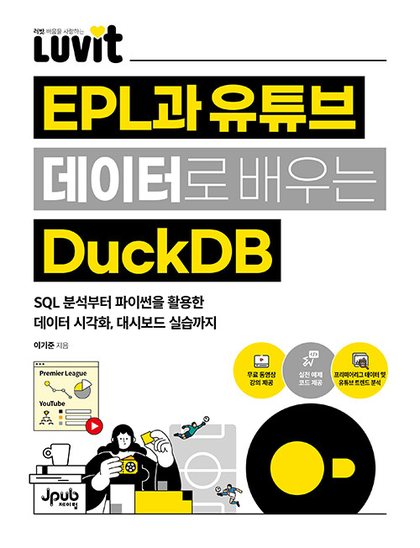 러빗 배움을 사랑하는
LUVit
EPL과 유튜브
데이터로 배우는
DuckDB
SQL 분석부터 파이썬을 활용한
데이터 시각화, 대시보드 실습까지
이기준 지음
무료 동영상
강의 제공
실전 예제
코드 제공
프리미어리그 데이터 및
유튜브 트렌드 분석
Premier League
YouTube
Jpub
제이펍